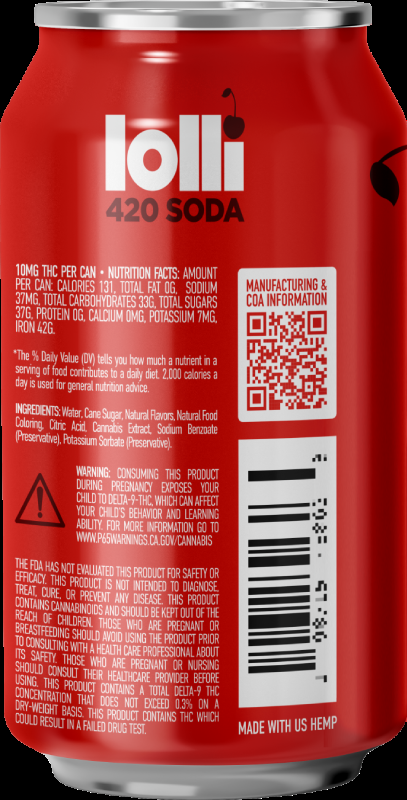 lolli
420 SODA
10MG THC PER CAN • NUTRITION FACTS: AMOUNT
PER CAN: CALORIES 131, TOTAL FAT 0G, SODIUM
37MG, TOTAL CARBOHYDRATES 33G, TOTAL SUGARS
37G, PROTEIN 0G, CALCIUM 0MG, POTASSIUM 7MG,
IRON 42G.
*The % Daily Value (DV) tells you how much a nutrient in a
serving of food contributes to a daily diet. 2,000 calories a
day is used for general nutrition advice.
INGREDIENTS: Water, Cane Sugar, Natural Flavors, Natural Food
Coloring, Citric Acid, Cannabis Extract, Sodium Benzoate
(Preservative), Potassium Sorbate (Preservative).
WARNING: CONSUMING THIS PRODUCT
DURING PREGNANCY EXPOSES YOUR
CHILD TO DELTA-9-THC, WHICH CAN AFFECT
YOUR CHILD'S BEHAVIOR AND LEARNING
ABILITY. FOR MORE INFORMATION GO TO
WWW.P65WARNINGS.CA.GOV/CANNABIS
THE FDA HAS NOT EVALUATED THIS PRODUCT FOR SAFETY OR
EFFICACY. THIS PRODUCT IS NOT INTENDED TO DIAGNOSE,
TREAT, CURE, OR PREVENT ANY DISEASE. THIS PRODUCT
CONTAINS CANNABINOIDS AND SHOULD BE KEPT OUT OF THE
REACH OF CHILDREN. THOSE WHO ARE PREGNANT OR
BREASTFEEDING SHOULD AVOID USING THE PRODUCT PRIOR
TO CONSULTING WITH A HEALTH CARE PROFESSIONAL ABOUT
ITS SAFETY. THOSE WHO ARE PREGNANT OR NURSING
SHOULD CONSULT THEIR HEALTHCARE PROVIDER BEFORE
USING. THIS PRODUCT CONTAINS A TOTAL DELTA-9 THC
CONCENTRATION THAT DOES NOT EXCEED 0.3% ON A
DRY-WEIGHT BASIS. THIS PRODUCT CONTAINS THC WHICH
COULD RESULT IN A FAILED DRUG TEST.
MANUFACTURING &
COA INFORMATION
MADE WITH US HEMP